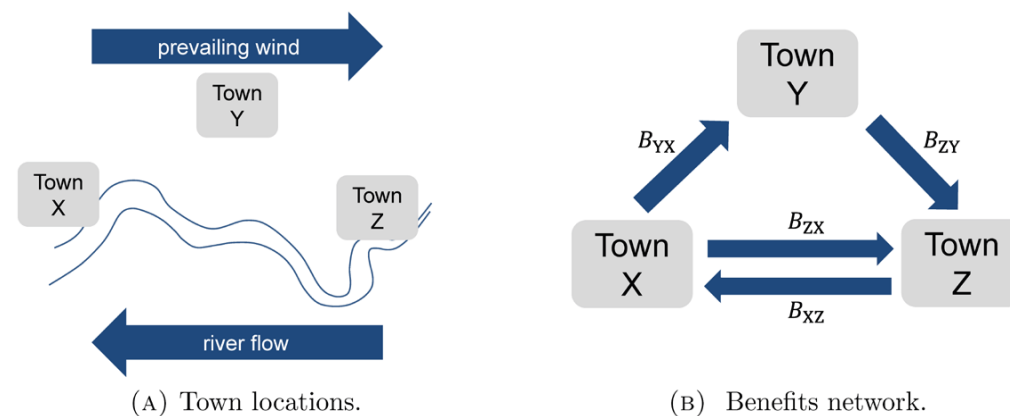 prevailing wind
Town
Y
Town
X
Town
Z
river flow
(A) Town locations.
Town
Y
B_YX
B_ZY
Town
X
B_ZX
B_XZ
Town
Z
(B) Benefits network.